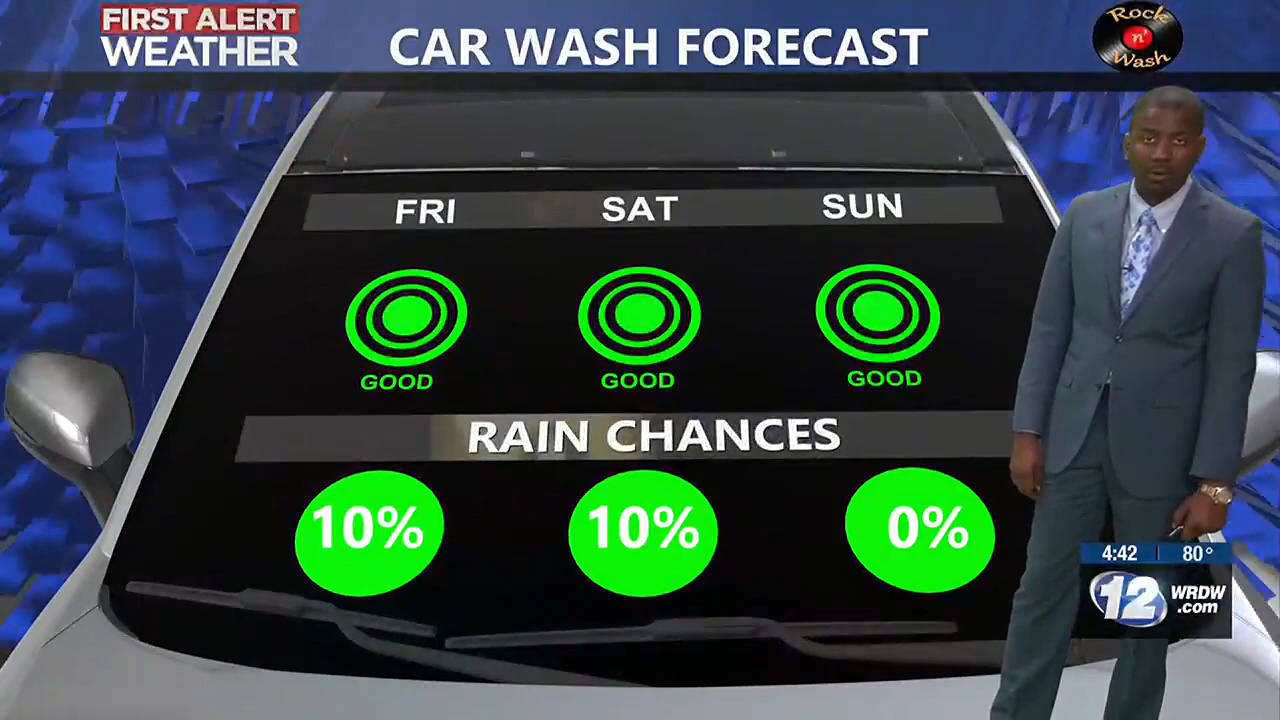 FIRST ALERT
WEATHER
CAR WASH FORECAST
Rock
n'
Wash
FRI SAT SUN
GOOD GOOD GOOD
RAIN CHANCES
10% 10% 0%
4:42 80°
12 WRDW
.com